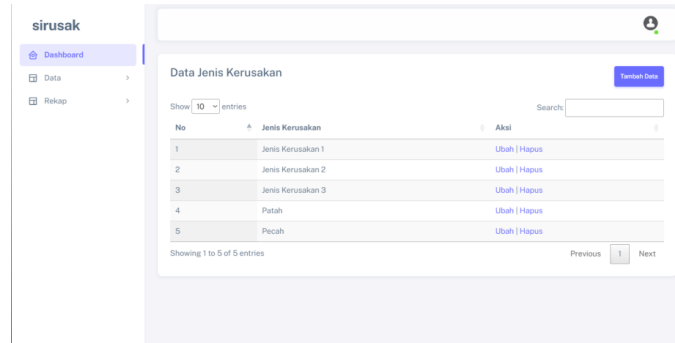 sirusak
Dashboard
Data
Rekap
Data Jenis Kerusakan
Tambah Data
Show 10 entries
Search:
No Jenis Kerusakan Aksi
1 Jenis Kerusakan 1 Ubah | Hapus
2 Jenis Kerusakan 2 Ubah | Hapus
3 Jenis Kerusakan 3 Ubah | Hapus
4 Patah Ubah | Hapus
5 Pecah Ubah | Hapus
Showing 1 to 5 of 5 entries
Previous 1 Next